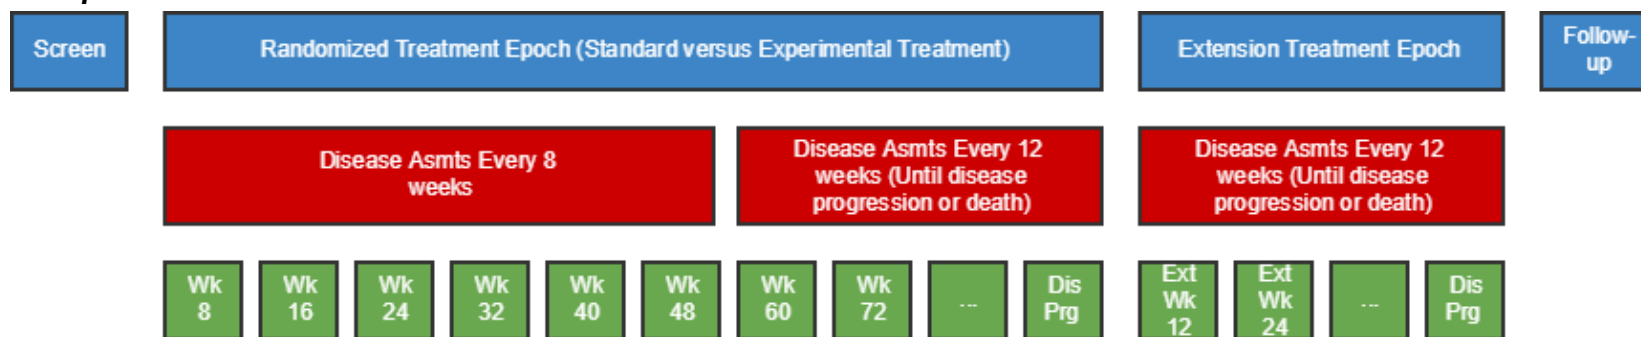 Screen
Randomized Treatment Epoch (Standard versus Experimental Treatment)
Extension Treatment Epoch
Follow-
up
Disease Asmts Every 8
weeks
Disease Asmts Every 12
weeks (Until disease
progression or death)
Disease Asmts Every 12
weeks (Until disease
progression or death)
Wk
8
Wk
16
Wk
24
Wk
32
Wk
40
Wk
48
Wk
60
Wk
72
...
Dis
Prg
Ext
Wk
12
Ext
Wk
24
...
Dis
Prg